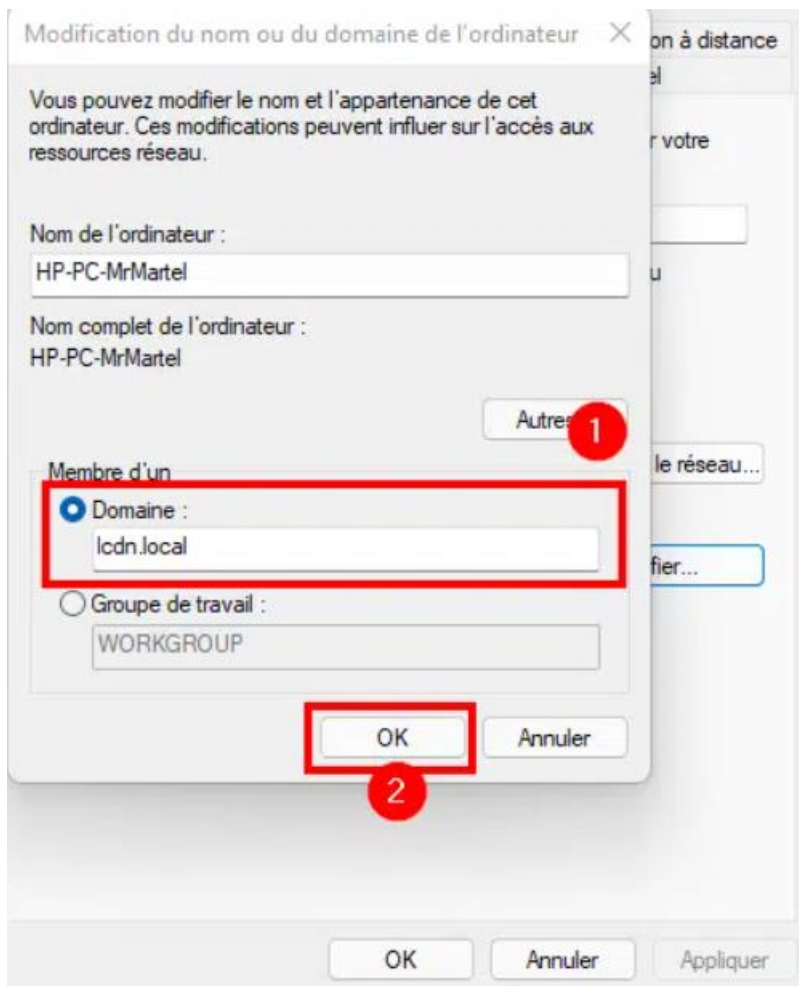 Modification du nom ou du domaine de l'ordinateur
on à distance
el
Vous pouvez modifier le nom et l'appartenance de cet
ordinateur. Ces modifications peuvent influer sur l'accès aux
ressources réseau.
r votre
Nom de l'ordinateur :
HP-PC-MrMartel
u
Nom complet de l'ordinateur :
HP-PC-MrMartel
Autres
1
le réseau...
Membre d'un
Domaine :
lcdn.local
fier...
Groupe de travail :
WORKGROUP
OK
Annuler
2
OK
Annuler
Appliquer